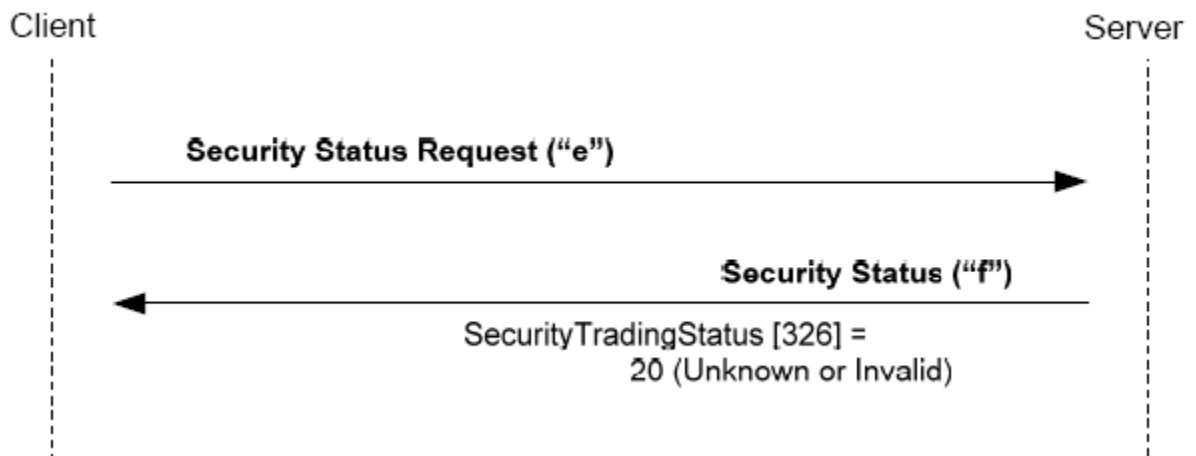 Client
Server
Security Status Request (“e”)
Security Status (“f”)
SecurityTradingStatus [326] =
20 (Unknown or Invalid)